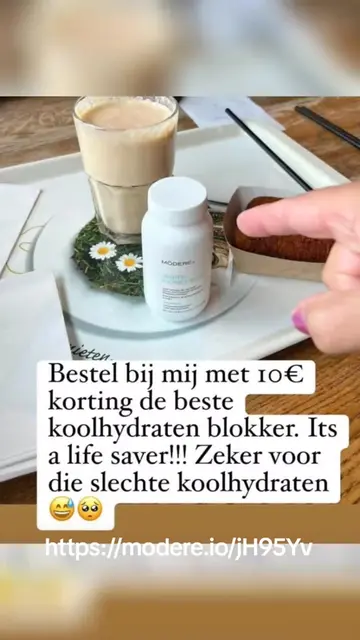 MODERE
nieten
Bestel bij mij met 10€
korting de beste
koolhydraten blokker. Its
a life saver!!! Zeker voor
die slechte koolhydraten
😅🥺
https://modere.io/jH95Yv